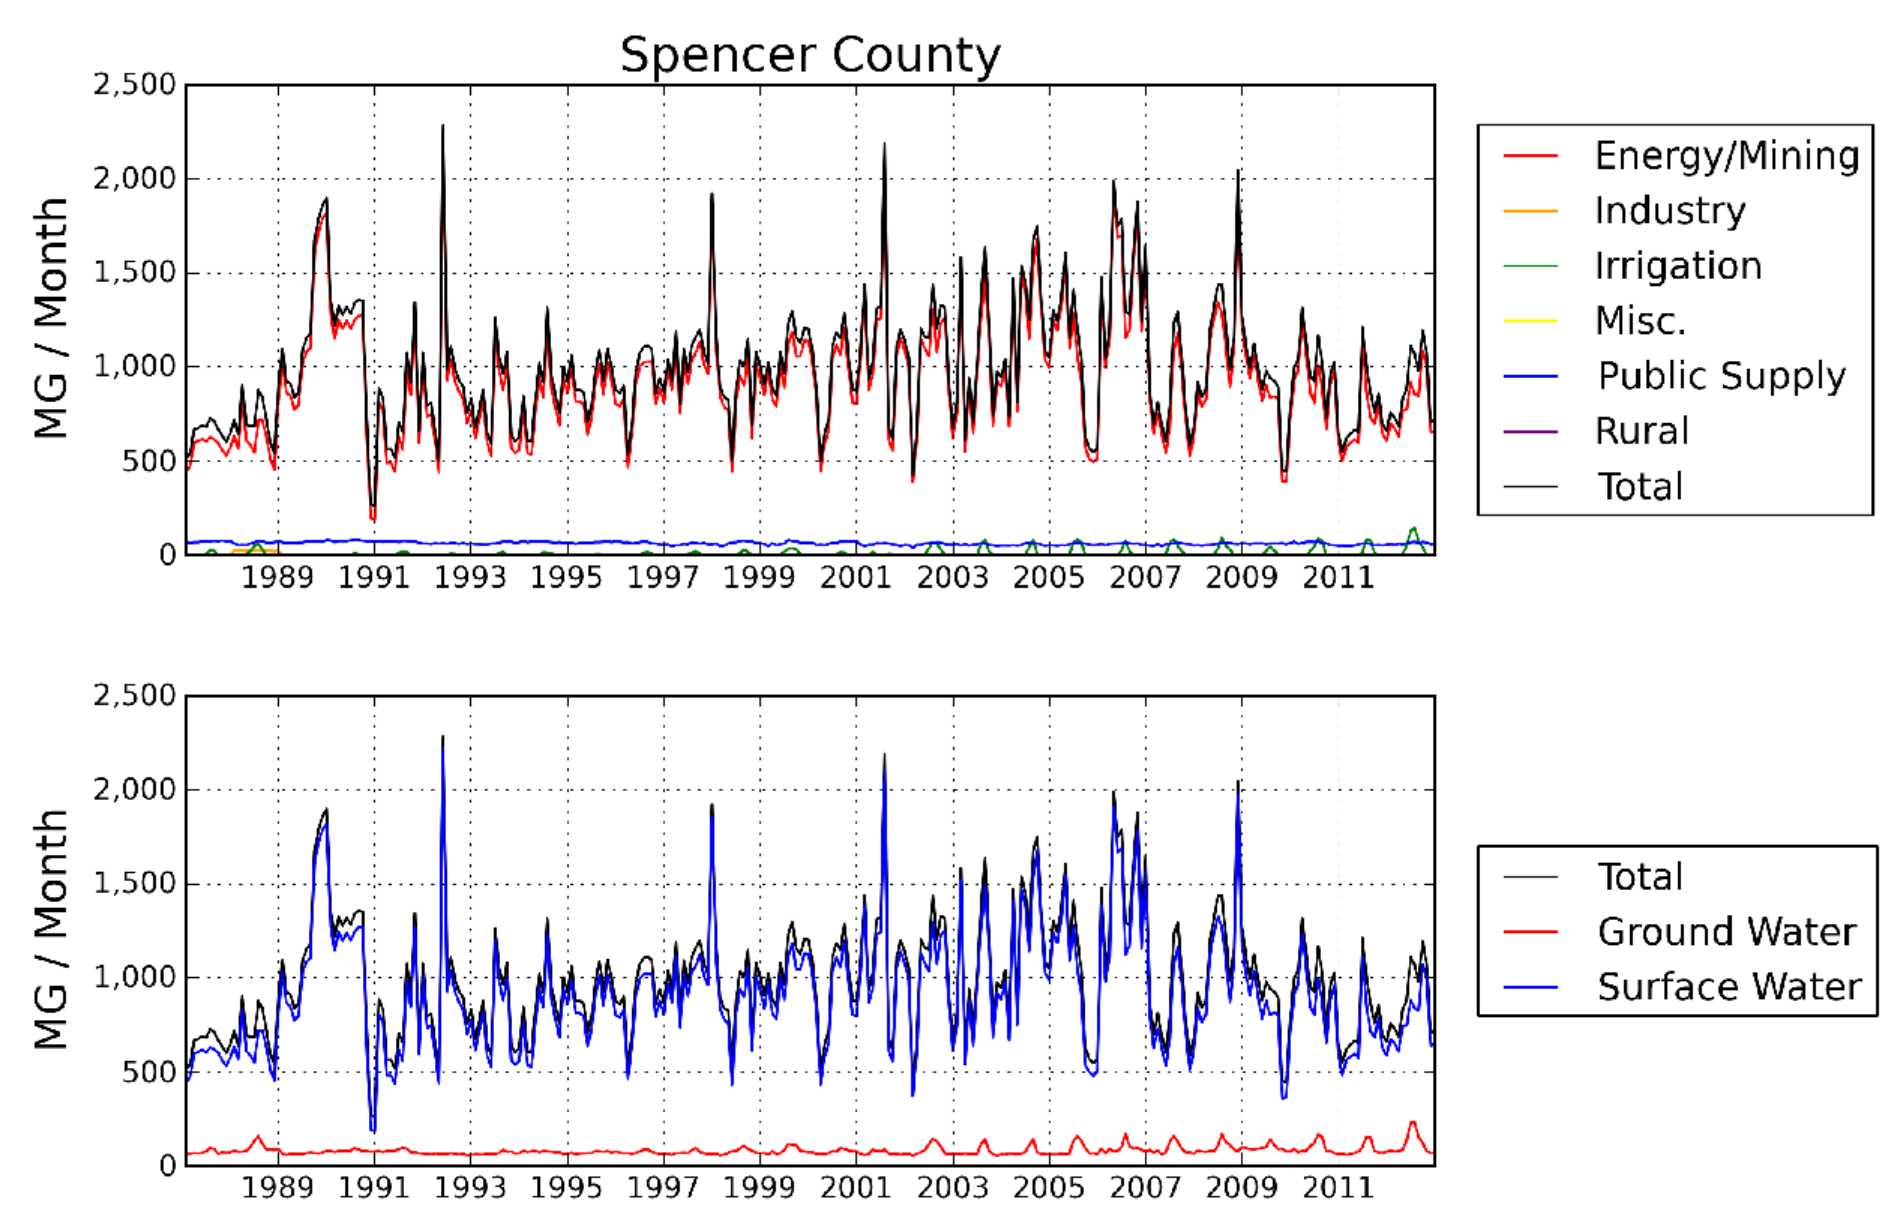 Spencer County
2,500
2,000
1,500
1,000
500
0
MG / Month
1989 1991 1993 1995 1997 1999 2001 2003 2005 2007 2009 2011
Energy/Mining
Industry
Irrigation
Misc.
Public Supply
Rural
Total
2,500
2,000
1,500
1,000
500
0
MG / Month
1989 1991 1993 1995 1997 1999 2001 2003 2005 2007 2009 2011
Total
Ground Water
Surface Water